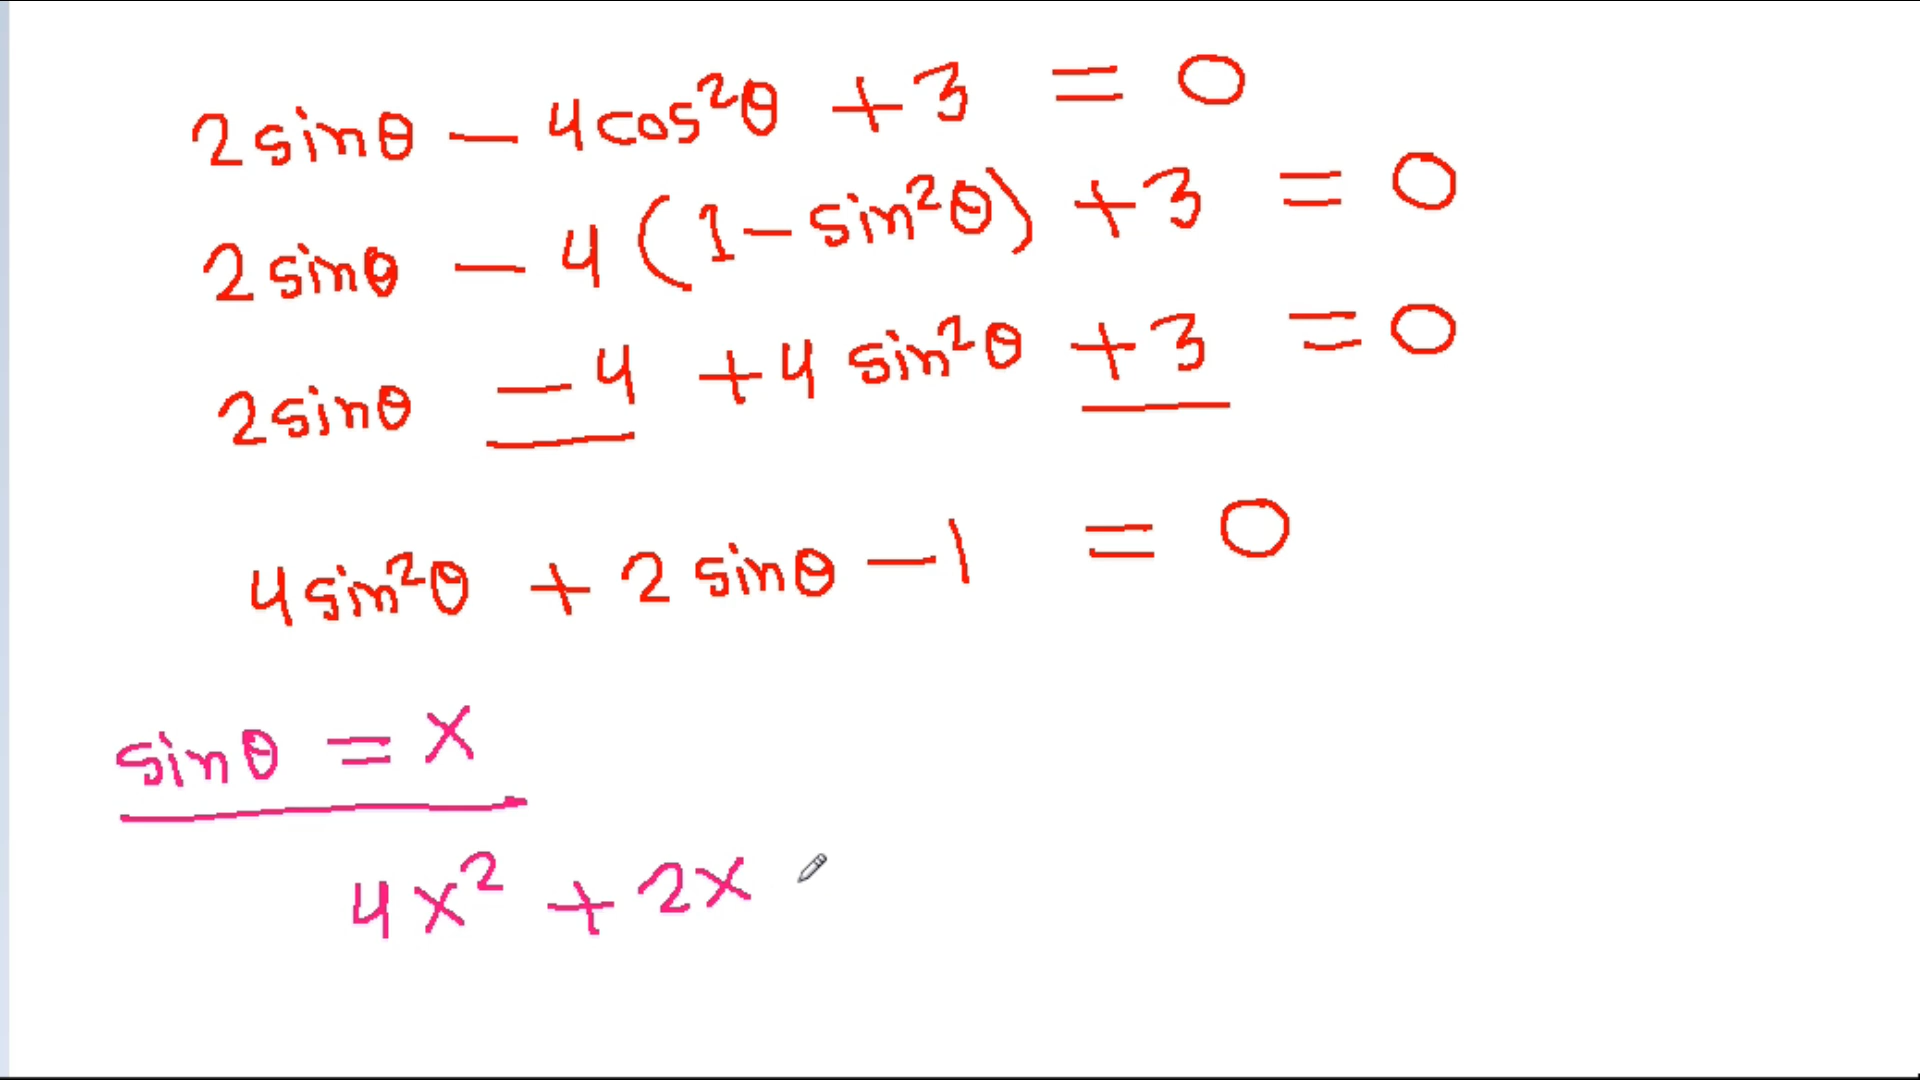 2sinθ - 4cos²θ + 3 = 0
2sinθ - 4(1 - sin²θ) + 3 = 0
2sinθ - 4 + 4sin²θ + 3 = 0
4sin²θ + 2sinθ - 1 = 0
sinθ = x
4x² + 2x